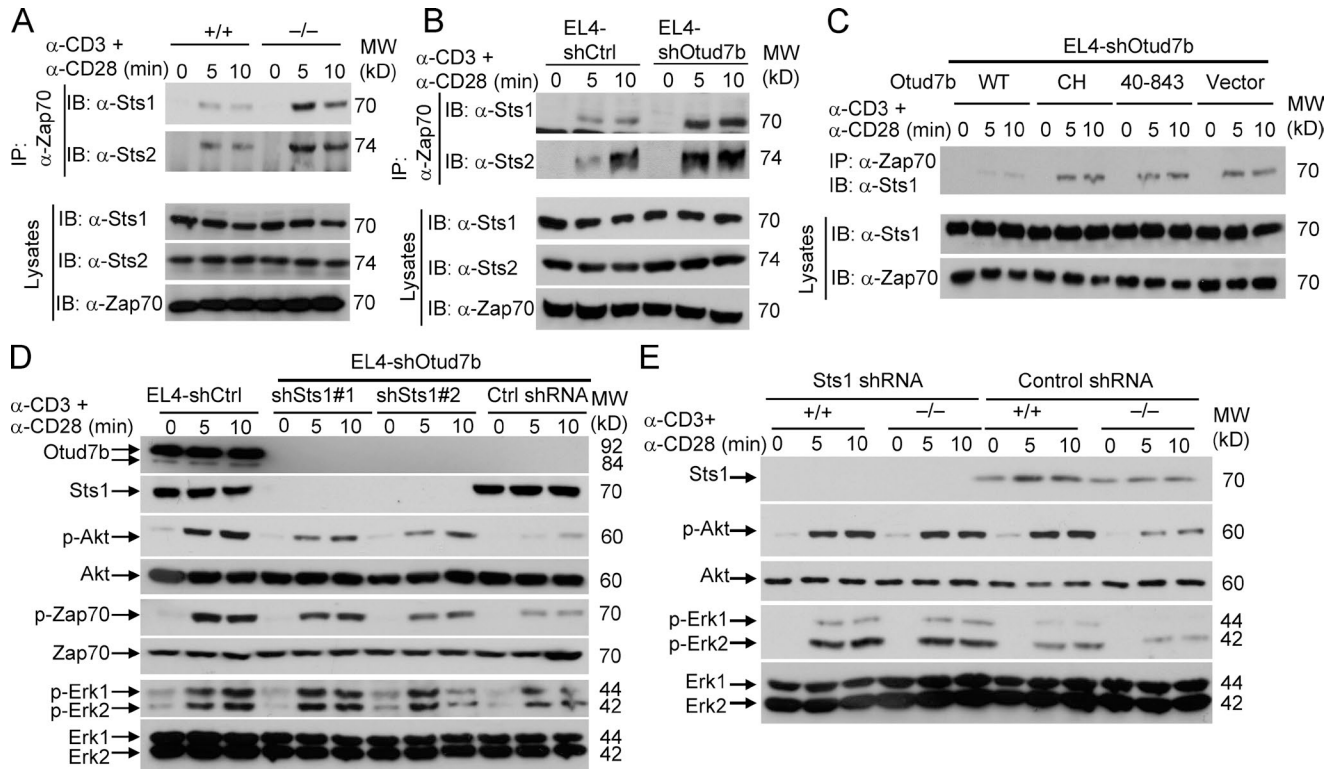 A
+/+ –/–
α-CD3 +
α-CD28 (min) 0 5 10 0 5 10 MW (kD)
IP: α-Zap70
IB: α-Sts1 70
IB: α-Sts2 74
Lysates
IB: α-Sts1 70
IB: α-Sts2 74
IB: α-Zap70 70
B
EL4-shCtrl EL4-shOtud7b
α-CD3 +
α-CD28 (min) 0 5 10 0 5 10 MW (kD)
IP: α-Zap70
IB: α-Sts1 70
IB: α-Sts2 74
Lysates
IB: α-Sts1 70
IB: α-Sts2 74
IB: α-Zap70 70
C
EL4-shOtud7b
Otud7b WT CH 40-843 Vector
α-CD3 +
α-CD28 (min) 0 5 10 0 5 10 0 5 10 0 5 10 MW (kD)
IP: α-Zap70
IB: α-Sts1 70
Lysates
IB: α-Sts1 70
IB: α-Zap70 70
D
EL4-shOtud7b
EL4-shCtrl shSts1#1 shSts1#2 Ctrl shRNA MW
α-CD3 +
α-CD28 (min) 0 5 10 0 5 10 0 5 10 0 5 10 (kD)
Otud7b 92
84
Sts1 70
p-Akt 60
Akt 60
p-Zap70 70
Zap70 70
p-Erk1 44
p-Erk2 42
Erk1 44
Erk2 42
E
Sts1 shRNA Control shRNA
+/+ –/– +/+ –/– MW
α-CD3+
α-CD28 (min) 0 5 10 0 5 10 0 5 10 0 5 10 (kD)
Sts1 70
p-Akt 60
Akt 60
p-Erk1 44
p-Erk2 42
Erk1 44
Erk2 42